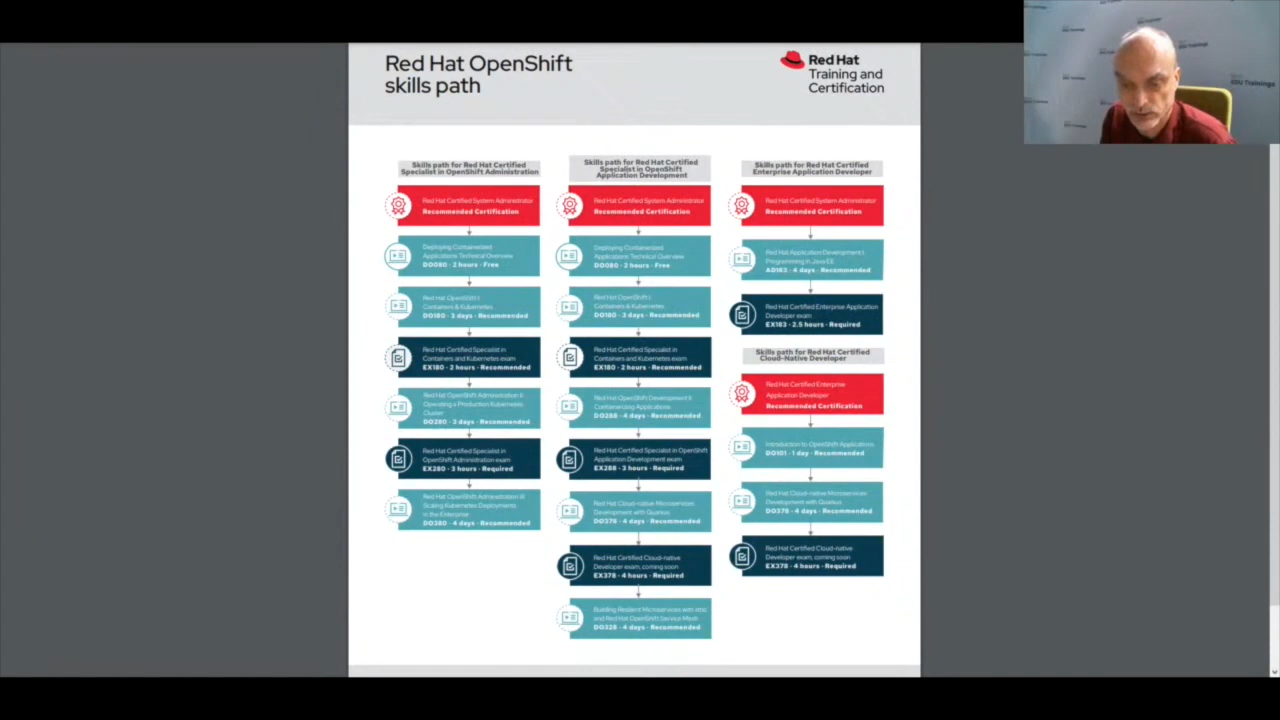 Red Hat OpenShift
skills path
Red Hat
Training and
Certification
EDU Trainings
EDU Trainings
Skills path for Red Hat Certified
Specialist in OpenShift Administration
Red Hat Certified System Administrator
Recommended Certification
Deploying Containerized
Applications Technical Overview
DO080 - 2 hours - Free
Red Hat OpenShift I:
Containers & Kubernetes
DO180 - 3 days - Recommended
Red Hat Certified Specialist in
Containers and Kubernetes exam
EX180 - 2 hours - Recommended
Red Hat OpenShift Administration II:
Operating a Production Kubernetes
Cluster
DO280 - 3 days - Recommended
Red Hat Certified Specialist in
OpenShift Administration exam
EX280 - 3 hours - Required
Red Hat OpenShift Administration III:
Scaling Kubernetes Deployments
in the Enterprise
DO380 - 4 days - Recommended
Skills path for Red Hat Certified
Specialist in OpenShift
Application Development
Red Hat Certified System Administrator
Recommended Certification
Deploying Containerized
Applications Technical Overview
DO080 - 2 hours - Free
Red Hat OpenShift I:
Containers & Kubernetes
DO180 - 3 days - Recommended
Red Hat Certified Specialist in
Containers and Kubernetes exam
EX180 - 2 hours - Recommended
Red Hat OpenShift Development II:
Containerizing Applications
DO288 - 4 days - Recommended
Red Hat Certified Specialist in OpenShift
Application Development exam
EX288 - 3 hours - Required
Red Hat Cloud-native Microservices
Development with Quarkus
DO378 - 4 days - Recommended
Red Hat Certified Cloud-native
Developer exam, coming soon
EX378 - 4 hours - Required
Building Resilient Microservices with Istio
and Red Hat OpenShift Service Mesh
DO328 - 4 days - Recommended
Skills path for Red Hat Certified
Enterprise Application Developer
Red Hat Certified System Administrator
Recommended Certification
Red Hat Application Development I:
Programming in Java EE
AD183 - 4 days - Recommended
Red Hat Certified Enterprise Application
Developer exam
EX183 - 2.5 hours - Required
Skills path for Red Hat Certified
Cloud-Native Developer
Red Hat Certified Enterprise
Application Developer
Recommended Certification
Introduction to OpenShift Applications
DO101 - 1 day - Recommended
Red Hat Cloud-native Microservices
Development with Quarkus
DO378 - 4 days - Recommended
Red Hat Certified Cloud-native
Developer exam, coming soon
EX378 - 4 hours - Required